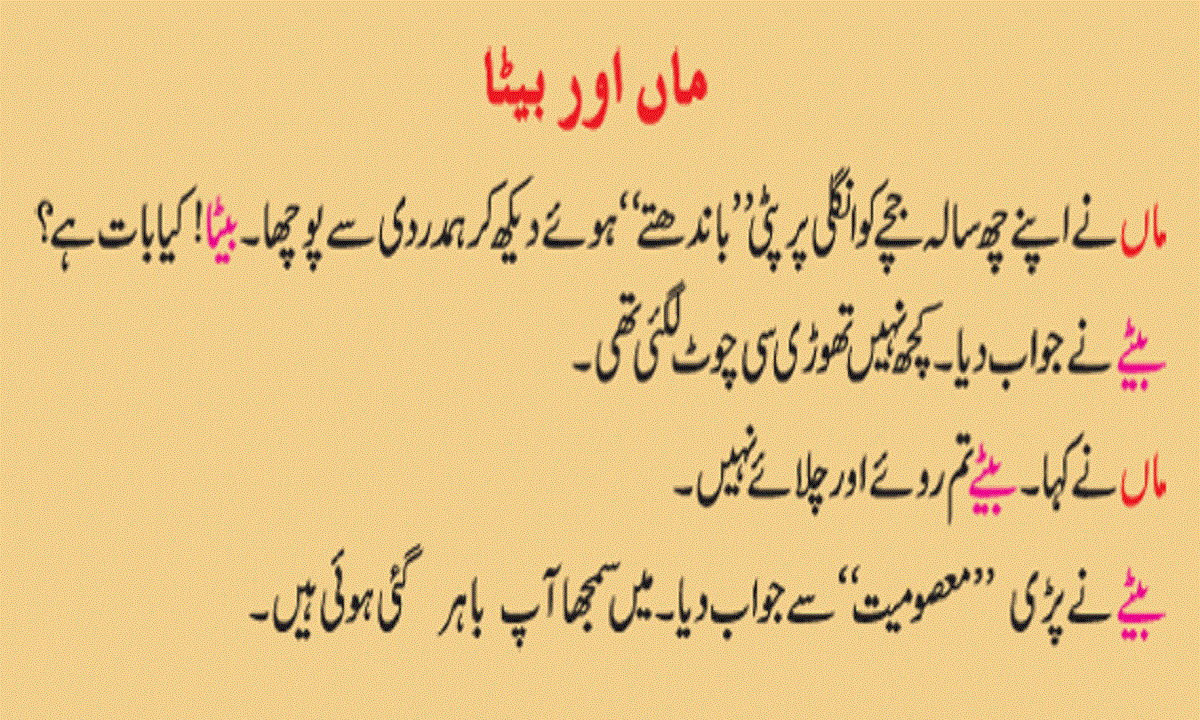 ماں اور بیٹا
ماں نے اپنے چھ سالہ بچے کو انگلی پر پٹی ”باندھتے“ ہوئے دیکھ کر ہمدردی سے پوچھا۔ بیٹا! کیا بات ہے؟
بیٹے نے جواب دیا۔ کچھ نہیں تھوڑی سی چوٹ لگ گئی تھی۔
ماں نے کہا۔ بیٹے تم روئے اور چلائے نہیں۔
بیٹے نے پڑی ”معصومیت“ سے جواب دیا۔ میں سمجھا آپ باہر گئی ہوئی ہیں۔